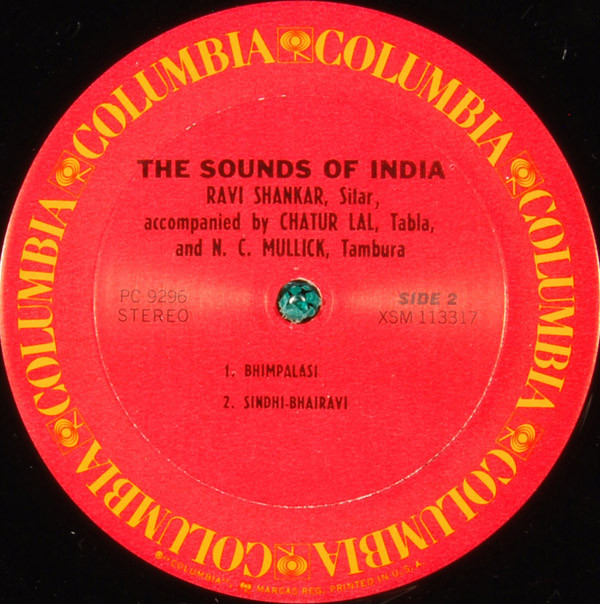 COLUMBIA COLUMBIA COLUMBIA COLUMBIA COLUMBIA COLUMBIA COLUMBIA
THE SOUNDS OF INDIA
RAVI SHANKAR, Sitar,
accompanied by CHATUR LAL, Tabla,
and N. C. MULLICK, Tambura
PC 9296
STEREO
SIDE 2
XSM 113317
1. BHIMPALASI
2. SINDHI-BHAIRAVI
"COLUMBIA", MARCAS REG. PRINTED IN U.S.A.